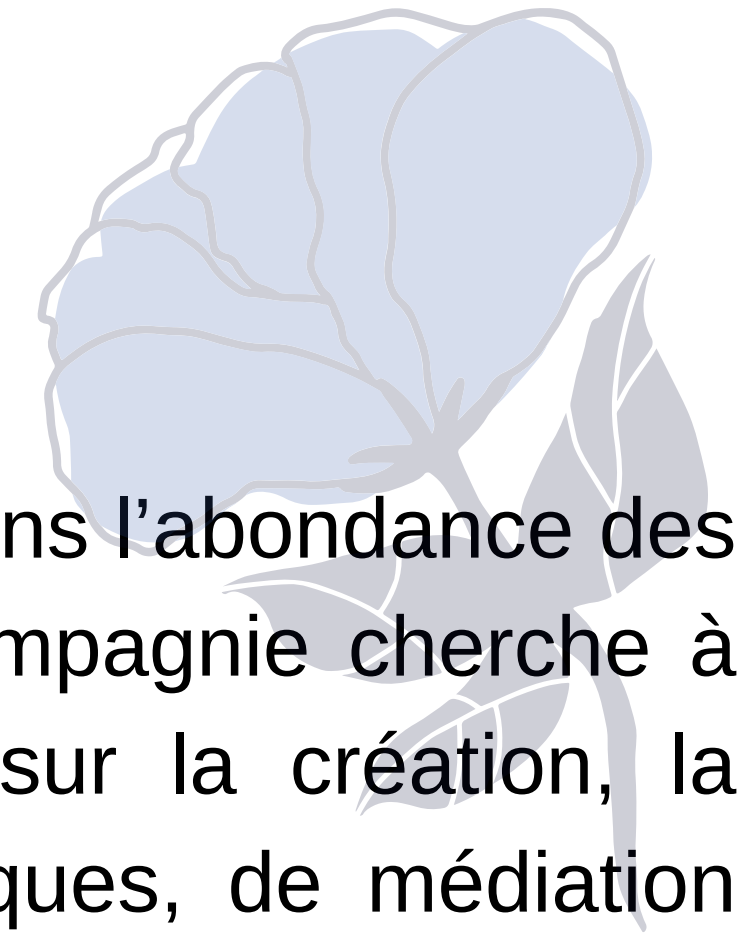 ns l’abondance des
mpagnie cherche à
sur la création, la
ques, de médiation